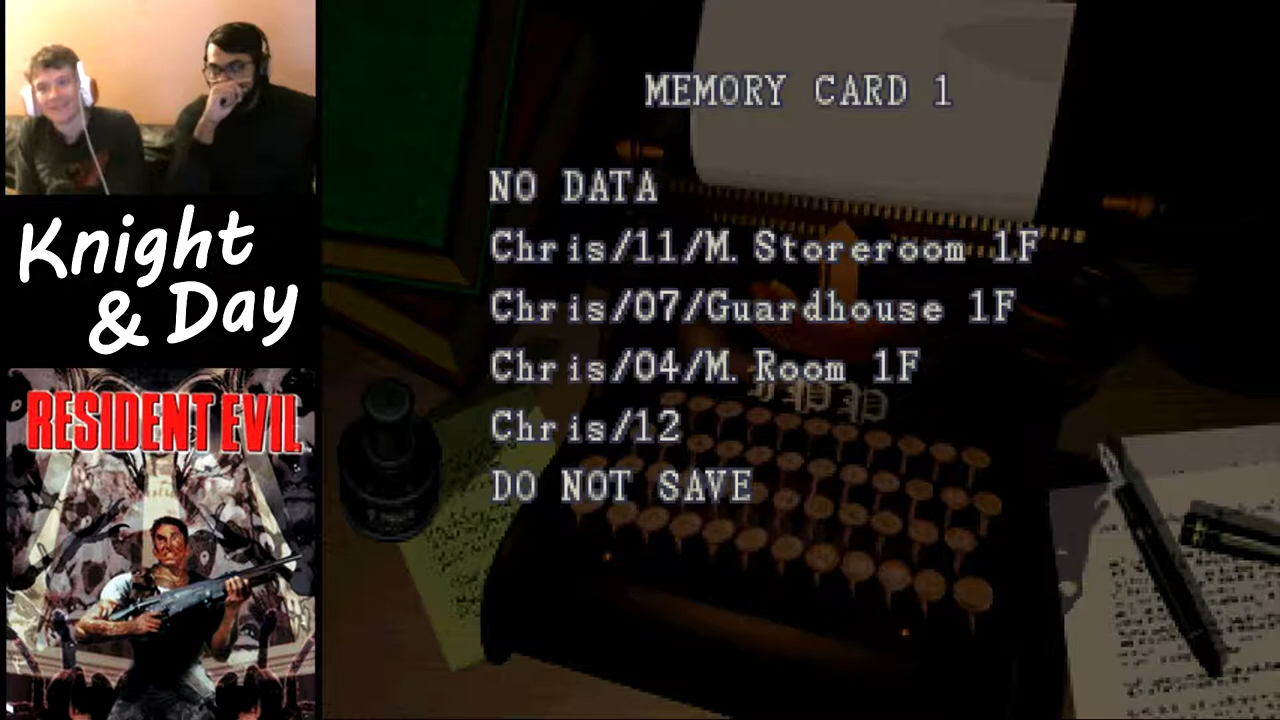 Knight
& Day
RESIDENT EVIL
MEMORY CARD 1
NO DATA
Chris/11/M. Storeroom 1F
Chris/07/Guardhouse 1F
Chris/04/M. Room 1F
Chris/12
DO NOT SAVE